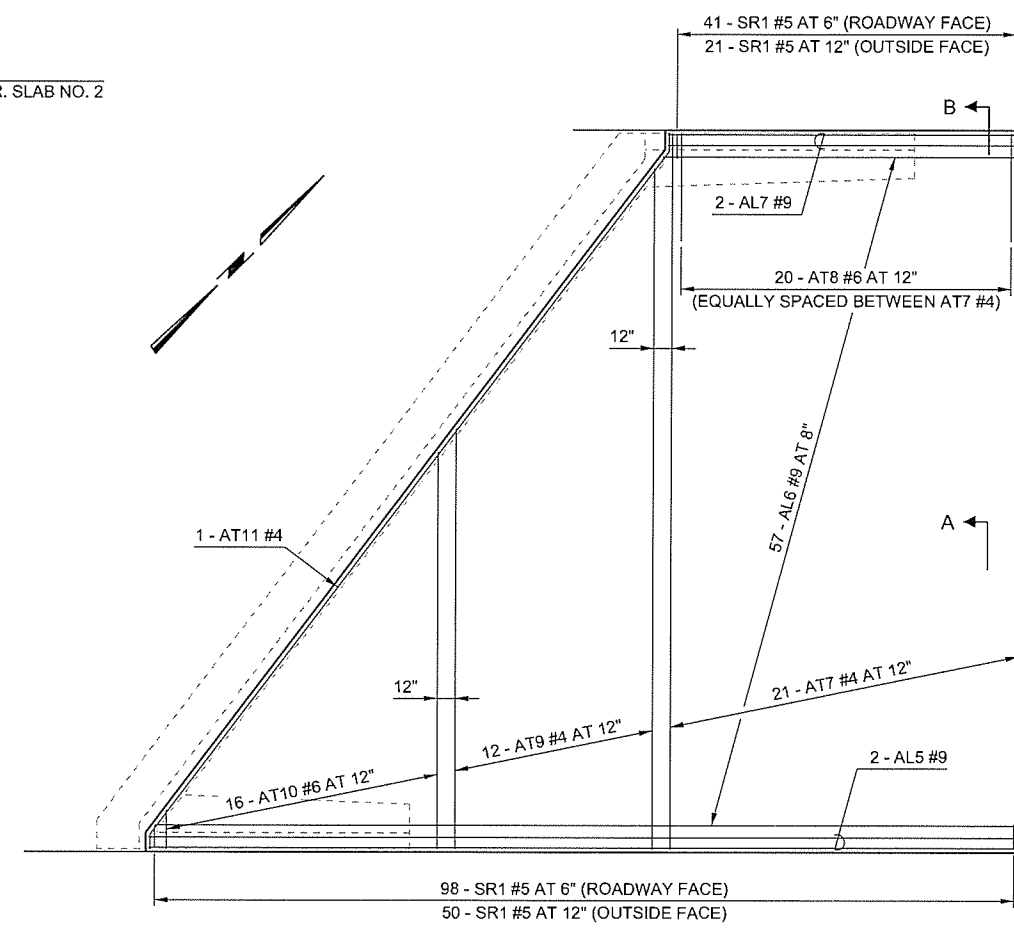 41 - SR1 #5 AT 6" (ROADWAY FACE)
21 - SR1 #5 AT 12" (OUTSIDE FACE)
R. SLAB NO. 2
B
2 - AL7 #9
20 - AT8 #6 AT 12"
(EQUALLY SPACED BETWEEN AT7 #4)
12"
57 - AL6 #9 AT 8"
A
1 - AT11 #4
12"
21 - AT7 #4 AT 12"
12 - AT9 #4 AT 12"
2 - AL5 #9
16 - AT10 #6 AT 12"
98 - SR1 #5 AT 6" (ROADWAY FACE)
50 - SR1 #5 AT 12" (OUTSIDE FACE)